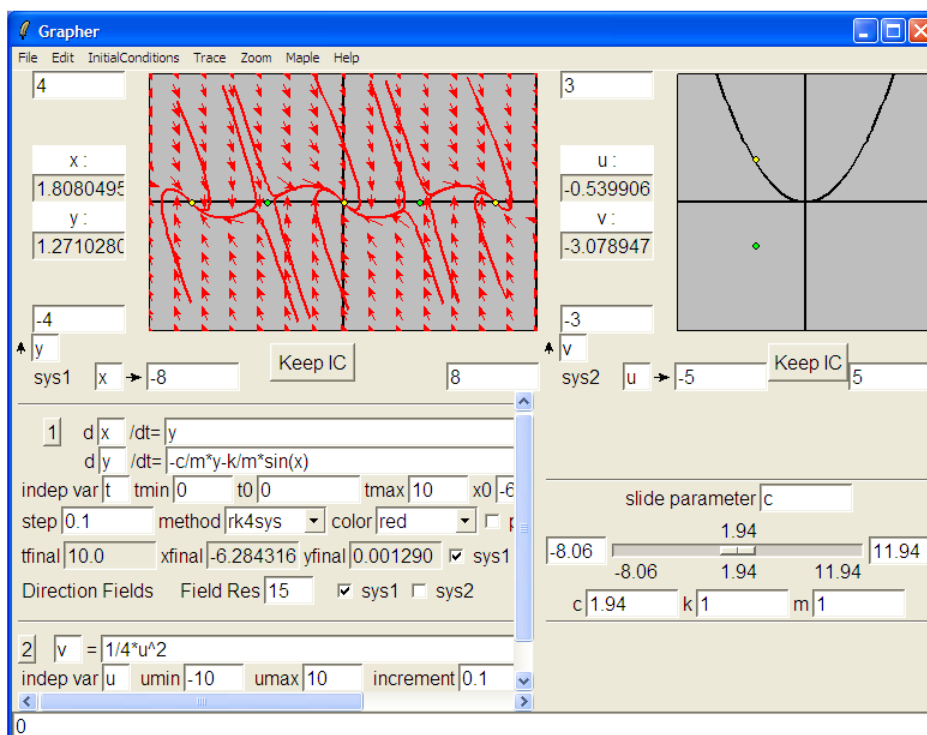 Grapher
File Edit InitialConditions Trace Zoom Maple Help
4
3
x :
u :
1.8080495
-0.539906
y :
v :
1.2710280
-3.078947
-4
-3
y
v
Keep IC
Keep IC
sys1 x -8 8
sys2 u -5 5
1 d x /dt= y
d y /dt= -c/m*y-k/m*sin(x)
indep var t tmin 0 t0 0 tmax 10 x0 -6
step 0.1 method rk4sys color red p
tfinal 10.0 xfinal -6.284316 yfinal 0.001290 sys1
Direction Fields Field Res 15 sys1 sys2
2 v = 1/4*u^2
indep var u umin -10 umax 10 increment 0.1
slide parameter c
1.94
-8.06 11.94
-8.06 1.94 11.94
c 1.94 k 1 m 1
0